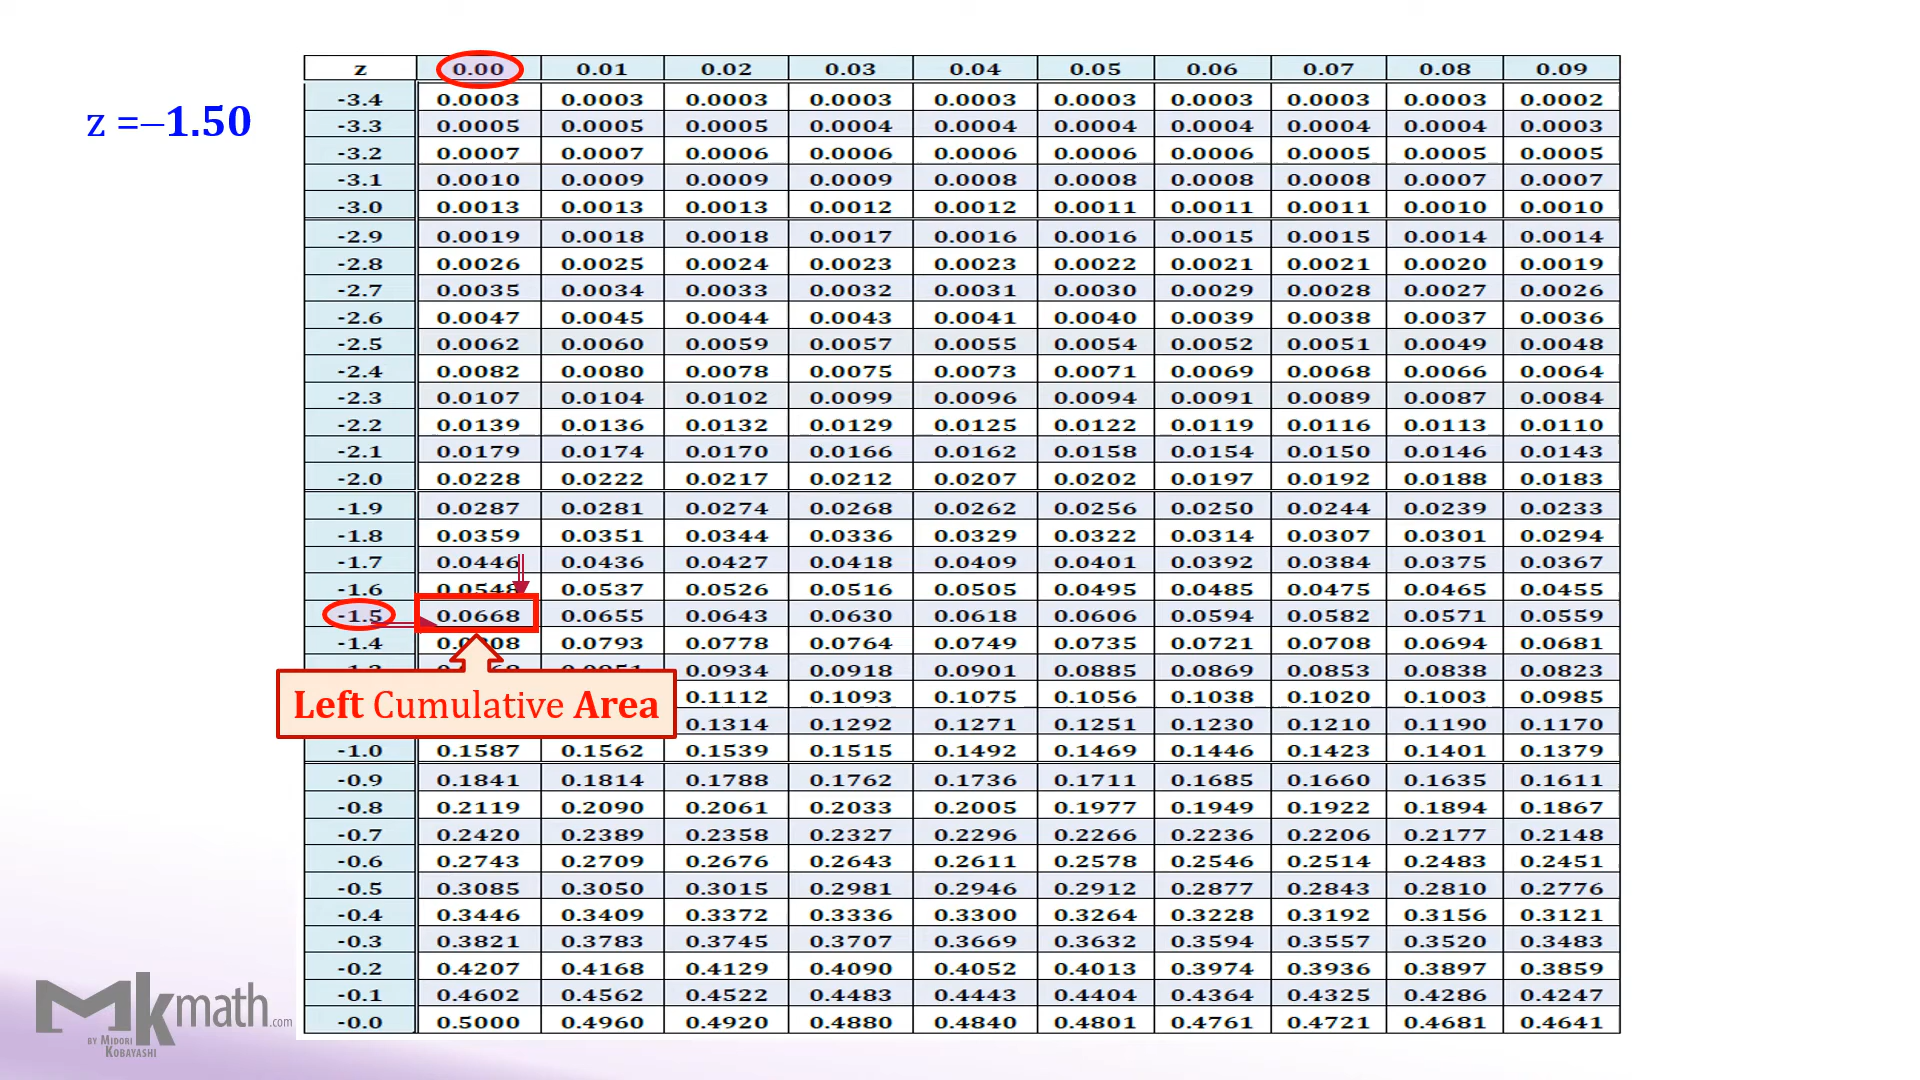 z 0.00 0.01 0.02 0.03 0.04 0.05 0.06 0.07 0.08 0.09
z =–1.50
-3.4 0.0003 0.0003 0.0003 0.0003 0.0003 0.0003 0.0003 0.0003 0.0003 0.0002
-3.3 0.0005 0.0005 0.0005 0.0004 0.0004 0.0004 0.0004 0.0004 0.0004 0.0003
-3.2 0.0007 0.0007 0.0006 0.0006 0.0006 0.0006 0.0006 0.0005 0.0005 0.0005
-3.1 0.0010 0.0009 0.0009 0.0009 0.0008 0.0008 0.0008 0.0008 0.0007 0.0007
-3.0 0.0013 0.0013 0.0013 0.0012 0.0012 0.0011 0.0011 0.0011 0.0010 0.0010
-2.9 0.0019 0.0018 0.0018 0.0017 0.0016 0.0016 0.0015 0.0015 0.0014 0.0014
-2.8 0.0026 0.0025 0.0024 0.0023 0.0023 0.0022 0.0021 0.0021 0.0020 0.0019
-2.7 0.0035 0.0034 0.0033 0.0032 0.0031 0.0030 0.0029 0.0028 0.0027 0.0026
-2.6 0.0047 0.0045 0.0044 0.0043 0.0041 0.0040 0.0039 0.0038 0.0037 0.0036
-2.5 0.0062 0.0060 0.0059 0.0057 0.0055 0.0054 0.0052 0.0051 0.0049 0.0048
-2.4 0.0082 0.0080 0.0078 0.0075 0.0073 0.0071 0.0069 0.0068 0.0066 0.0064
-2.3 0.0107 0.0104 0.0102 0.0099 0.0096 0.0094 0.0091 0.0089 0.0087 0.0084
-2.2 0.0139 0.0136 0.0132 0.0129 0.0125 0.0122 0.0119 0.0116 0.0113 0.0110
-2.1 0.0179 0.0174 0.0170 0.0166 0.0162 0.0158 0.0154 0.0150 0.0146 0.0143
-2.0 0.0228 0.0222 0.0217 0.0212 0.0207 0.0202 0.0197 0.0192 0.0188 0.0183
-1.9 0.0287 0.0281 0.0274 0.0268 0.0262 0.0256 0.0250 0.0244 0.0239 0.0233
-1.8 0.0359 0.0351 0.0344 0.0336 0.0329 0.0322 0.0314 0.0307 0.0301 0.0294
-1.7 0.0446 0.0436 0.0427 0.0418 0.0409 0.0401 0.0392 0.0384 0.0375 0.0367
-1.6 0.0548 0.0537 0.0526 0.0516 0.0505 0.0495 0.0485 0.0475 0.0465 0.0455
-1.5 0.0668 0.0655 0.0643 0.0630 0.0618 0.0606 0.0594 0.0582 0.0571 0.0559
-1.4 0.0793 0.0778 0.0764 0.0749 0.0735 0.0721 0.0708 0.0694 0.0681
0.0934 0.0918 0.0901 0.0885 0.0869 0.0853 0.0838 0.0823
Left Cumulative Area
0.1112 0.1093 0.1075 0.1056 0.1038 0.1020 0.1003 0.0985
0.1314 0.1292 0.1271 0.1251 0.1230 0.1210 0.1190 0.1170
-1.0 0.1587 0.1562 0.1539 0.1515 0.1492 0.1469 0.1446 0.1423 0.1401 0.1379
-0.9 0.1841 0.1814 0.1788 0.1762 0.1736 0.1711 0.1685 0.1660 0.1635 0.1611
-0.8 0.2119 0.2090 0.2061 0.2033 0.2005 0.1977 0.1949 0.1922 0.1894 0.1867
-0.7 0.2420 0.2389 0.2358 0.2327 0.2296 0.2266 0.2236 0.2206 0.2177 0.2148
-0.6 0.2743 0.2709 0.2676 0.2643 0.2611 0.2578 0.2546 0.2514 0.2483 0.2451
-0.5 0.3085 0.3050 0.3015 0.2981 0.2946 0.2912 0.2877 0.2843 0.2810 0.2776
-0.4 0.3446 0.3409 0.3372 0.3336 0.3300 0.3264 0.3228 0.3192 0.3156 0.3121
-0.3 0.3821 0.3783 0.3745 0.3707 0.3669 0.3632 0.3594 0.3557 0.3520 0.3483
-0.2 0.4207 0.4168 0.4129 0.4090 0.4052 0.4013 0.3974 0.3936 0.3897 0.3859
-0.1 0.4602 0.4562 0.4522 0.4483 0.4443 0.4404 0.4364 0.4325 0.4286 0.4247
-0.0 0.5000 0.4960 0.4920 0.4880 0.4840 0.4801 0.4761 0.4721 0.4681 0.4641
Mkmath.com
BY MIDORI
KOBAYASHI